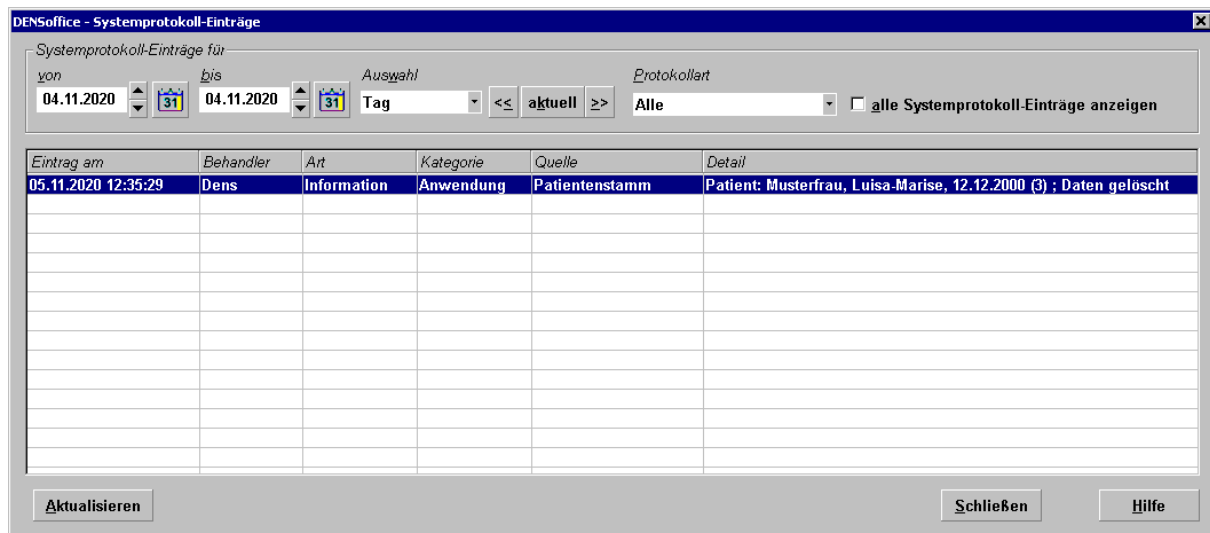 DENSoffice - Systemprotokoll-Einträge
Systemprotokoll-Einträge für
von bis Auswahl Protokollart
04.11.2020 31 04.11.2020 31 Tag << aktuell >> Alle alle Systemprotokoll-Einträge anzeigen
Eintrag am Behandler Art Kategorie Quelle Detail
05.11.2020 12:35:29 Dens Information Anwendung Patientenstamm Patient: Musterfrau, Luisa-Marise, 12.12.2000 (3) ; Daten gelöscht
Aktualisieren Schließen Hilfe